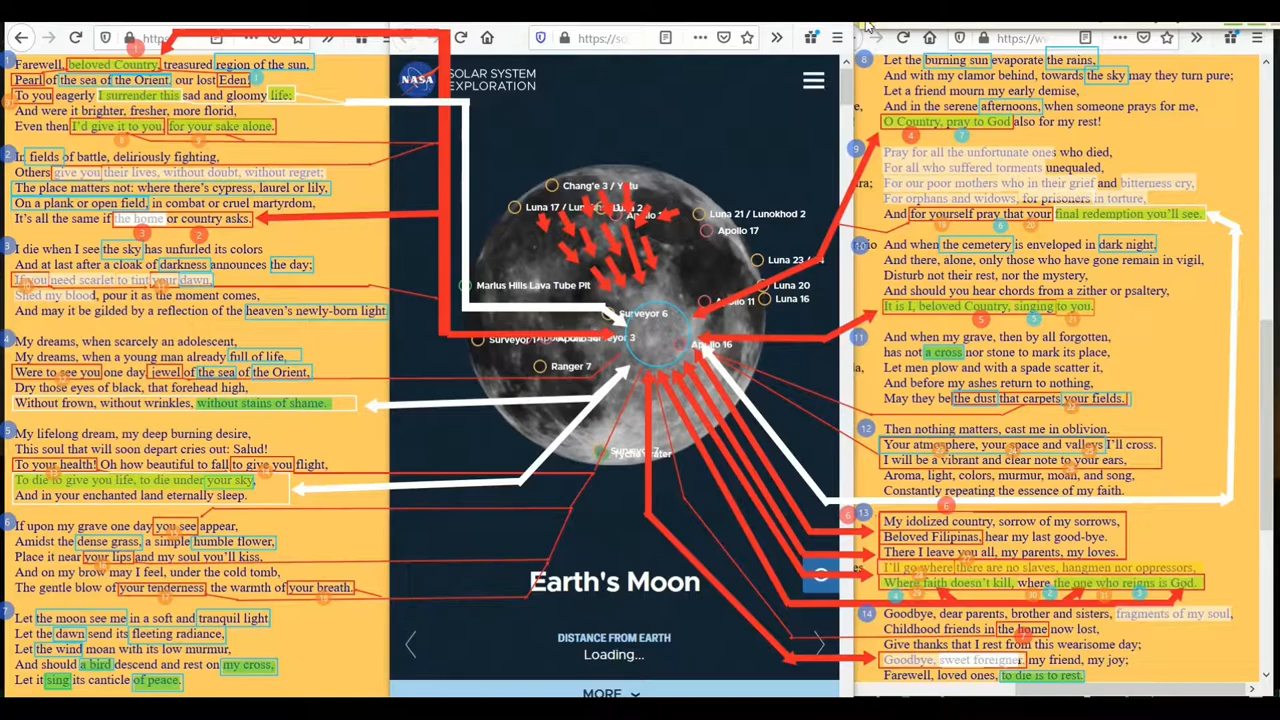 Farewell, beloved Country, treasured region of the sun,
Pearl of the sea of the Orient, our lost Eden!
To you eagerly I surrender this sad and gloomy life;
And were it brighter, fresher, more florid,
Even then I'd give it to you, for your sake alone.
In fields of battle, deliriously fighting,
Others give you their lives, without doubt, without regret;
The place matters not: where there's cypress, laurel or lily,
On a plank or open field, in combat or cruel martyrdom,
It's all the same if the home or country asks.
I die when I see the sky has unfurled its colors
And at last after a cloak of darkness announces the day;
If you need scarlet to tint your dawn,
Shed my blood, pour it as the moment comes,
And may it be gilded by a reflection of the heaven's newly-born light.
My dreams, when scarcely an adolescent,
My dreams, when a young man already full of life,
Were to see you one day jewel of the sea of the Orient,
Dry those eyes of black, that forehead high,
Without frown, without wrinkles, without stains of shame.
My lifelong dream, my deep burning desire,
This soul that will soon depart cries out: Salud!
To your health! Oh how beautiful to fall to give you flight,
To die to give you life, to die under your sky,
And in your enchanted land eternally sleep.
If upon my grave one day you see appear,
Amidst the dense grass, a simple humble flower,
Place it near your lips and my soul you'll kiss,
And on my brow may I feel, under the cold tomb,
The gentle blow of your tenderness, the warmth of your breath.
Let the moon see me in a soft and tranquil light
Let the dawn send its fleeting radiance,
Let the wind moan with its low murmur,
And should a bird descend and rest on my cross,
Let it sing its canticle of peace.
https://so
NASA
SOLAR SYSTEM
EXPLORATION
Chang'e 3 / Yutu
Luna 17 /
Luna 21 / Lunokhod 2
Apollo 17
Luna 23 /
Luna 20
Luna 16
Marius Hills Lava Tube Pit
Apollo 11
Surveyor 6
Surveyor 1
Apollo 16
Ranger 7
Earth's Moon
DISTANCE FROM EARTH
Loading...
MORE
Let the burning sun evaporate the rains,
And with my clamor behind, towards the sky may they turn pure;
Let a friend mourn my early demise,
And in the serene afternoons, when someone prays for me,
O Country, pray to God also for my rest!
Pray for all the unfortunate ones who died,
For all who suffered torments unequaled,
For our poor mothers who in their grief and bitterness cry,
For orphans and widows, for prisoners in torture,
And for yourself pray that your final redemption you'll see.
And when the cemetery is enveloped in dark night,
And there, alone, only those who have gone remain in vigil,
Disturb not their rest, nor the mystery,
And should you hear chords from a zither or psaltery,
It is I, beloved Country, singing to you.
And when my grave, then by all forgotten,
has not a cross nor stone to mark its place,
Let men plow and with a spade scatter it,
And before my ashes return to nothing,
May they be the dust that carpets your fields.
Then nothing matters, cast me in oblivion.
Your atmosphere, your space and valleys I'll cross.
I will be a vibrant and clear note to your ears,
Aroma, light, colors, murmur, moan, and song,
Constantly repeating the essence of my faith.
My idolized country, sorrow of my sorrows,
Beloved Filipinas, hear my last good-bye.
There I leave you all, my parents, my loves.
I'll go where there are no slaves, hangmen nor oppressors,
Where faith doesn't kill, where the one who reigns is God.
Goodbye, dear parents, brother and sisters, fragments of my soul,
Childhood friends in the home now lost,
Give thanks that I rest from this wearisome day;
Goodbye, sweet foreigner, my friend, my joy;
Farewell, loved ones, to die is to rest.